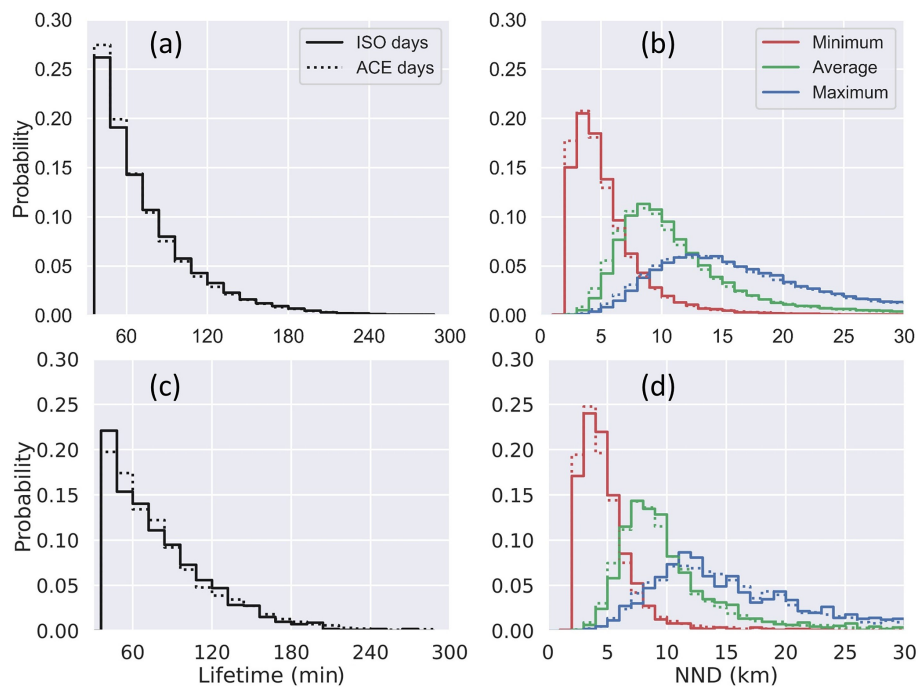 0.30
0.25
0.20
0.15
0.10
0.05
0.00
Probability
(a)
ISO days
ACE days
60 120 180 240 300
0.30
0.25
0.20
0.15
0.10
0.05
0.00
(b)
Minimum
Average
Maximum
0 5 10 15 20 25 30
0.30
0.25
0.20
0.15
0.10
0.05
0.00
Probability
(c)
60 120 180 240 300
Lifetime (min)
0.30
0.25
0.20
0.15
0.10
0.05
0.00
(d)
0 5 10 15 20 25 30
NND (km)